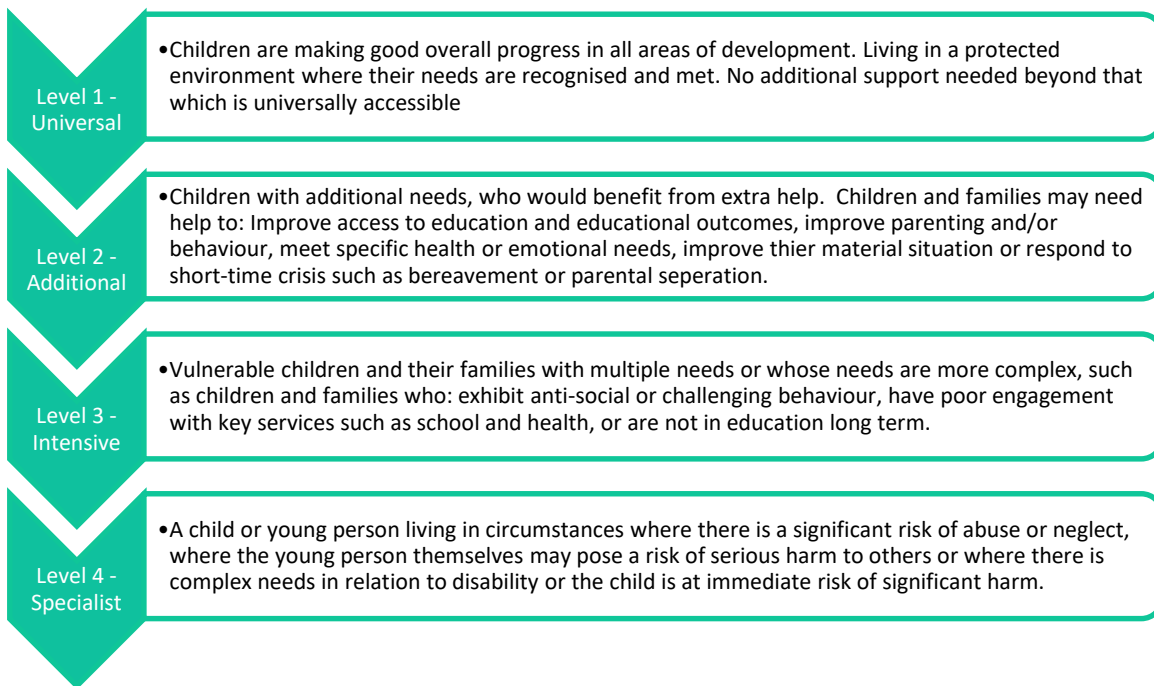 Level 1 -
Universal
•Children are making good overall progress in all areas of development. Living in a protected
environment where their needs are recognised and met. No additional support needed beyond that
which is universally accessible
Level 2 -
Additional
•Children with additional needs, who would benefit from extra help.  Children and families may need
help to: Improve access to education and educational outcomes, improve parenting and/or
behaviour, meet specific health or emotional needs, improve thier material situation or respond to
short-time crisis such as bereavement or parental seperation.
Level 3 -
Intensive
•Vulnerable children and their families with multiple needs or whose needs are more complex, such
as children and families who: exhibit anti-social or challenging behaviour, have poor engagement
with key services such as school and health, or are not in education long term.
Level 4 -
Specialist
•A child or young person living in circumstances where there is a significant risk of abuse or neglect,
where the young person themselves may pose a risk of serious harm to others or where there is
complex needs in relation to disability or the child is at immediate risk of significant harm.